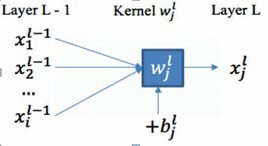 Layer L - 1 Kernel w_j^l Layer L
x_1^{l-1}
x_2^{l-1} w_j^l x_j^l
...
x_i^{l-1} +b_j^l